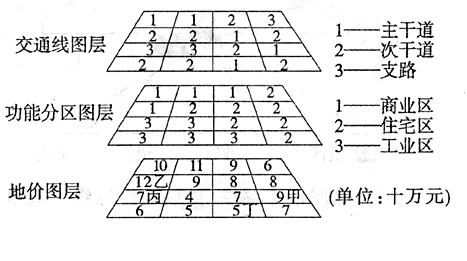 交通线图层
1 1 2 3
2 2 1 2
3 3 2 1
2 2 1 2
1——主干道
2——次干道
3——支路
功能分区图层
1 1 1 2
1 2 2 2
3 3 2 2
3 3 3 2
1——商业区
2——住宅区
3——工业区
地价图层
10 11 9 6
12乙 9 8 8
7丙 4 7 9甲
6 5 5丁 7
(单位:十万元)